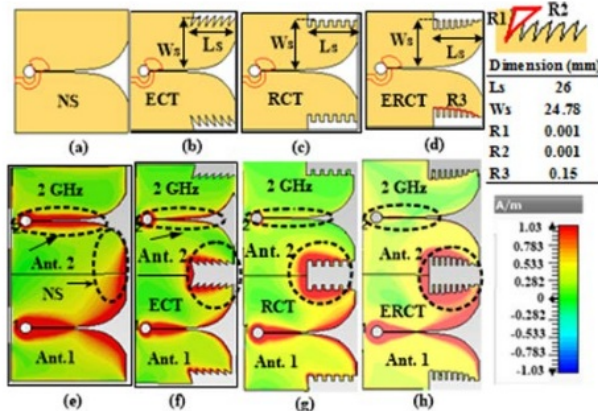 NS
(a)
Ws
Ls
ECT
(b)
Ws
Ls
RCT
(c)
Ws
Ls
ERCT
R3
(d)
R1
R2
Dimension (mm)
Ls 26
Ws 24.78
R1 0.001
R2 0.001
R3 0.15
2 GHz
Ant. 2
NS
Ant.1
(e)
2 GHz
Ant. 2
ECT
Ant. 1
(f)
2 GHz
Ant. 2
RCT
Ant. 1
(g)
2 GHz
Ant. 2
ERCT
Ant. 1
(h)
A/m
1.03
0.783
0.533
0.282
0
-0.282
-0.533
-0.783
-1.03